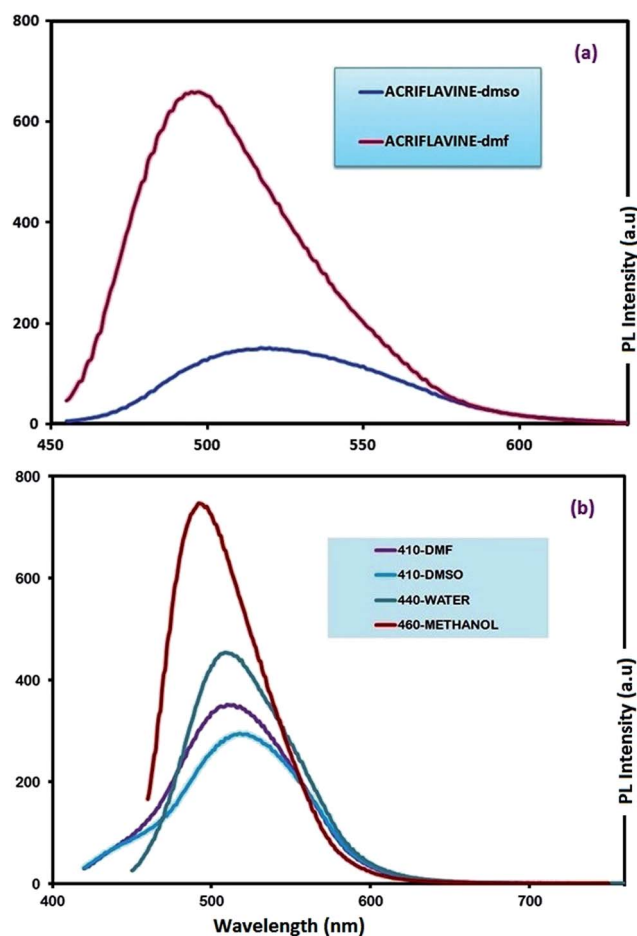 800
(a)
ACRIFLAVINE-dmso
600
ACRIFLAVINE-dmf
400
PL Intensity (a.u)
200
0
450 500 550 600
800
(b)
410-DMF
410-DMSO
600
440-WATER
460-METHANOL
400
PL Intensity (a.u)
200
0
400 500 600 700
Wavelength (nm)